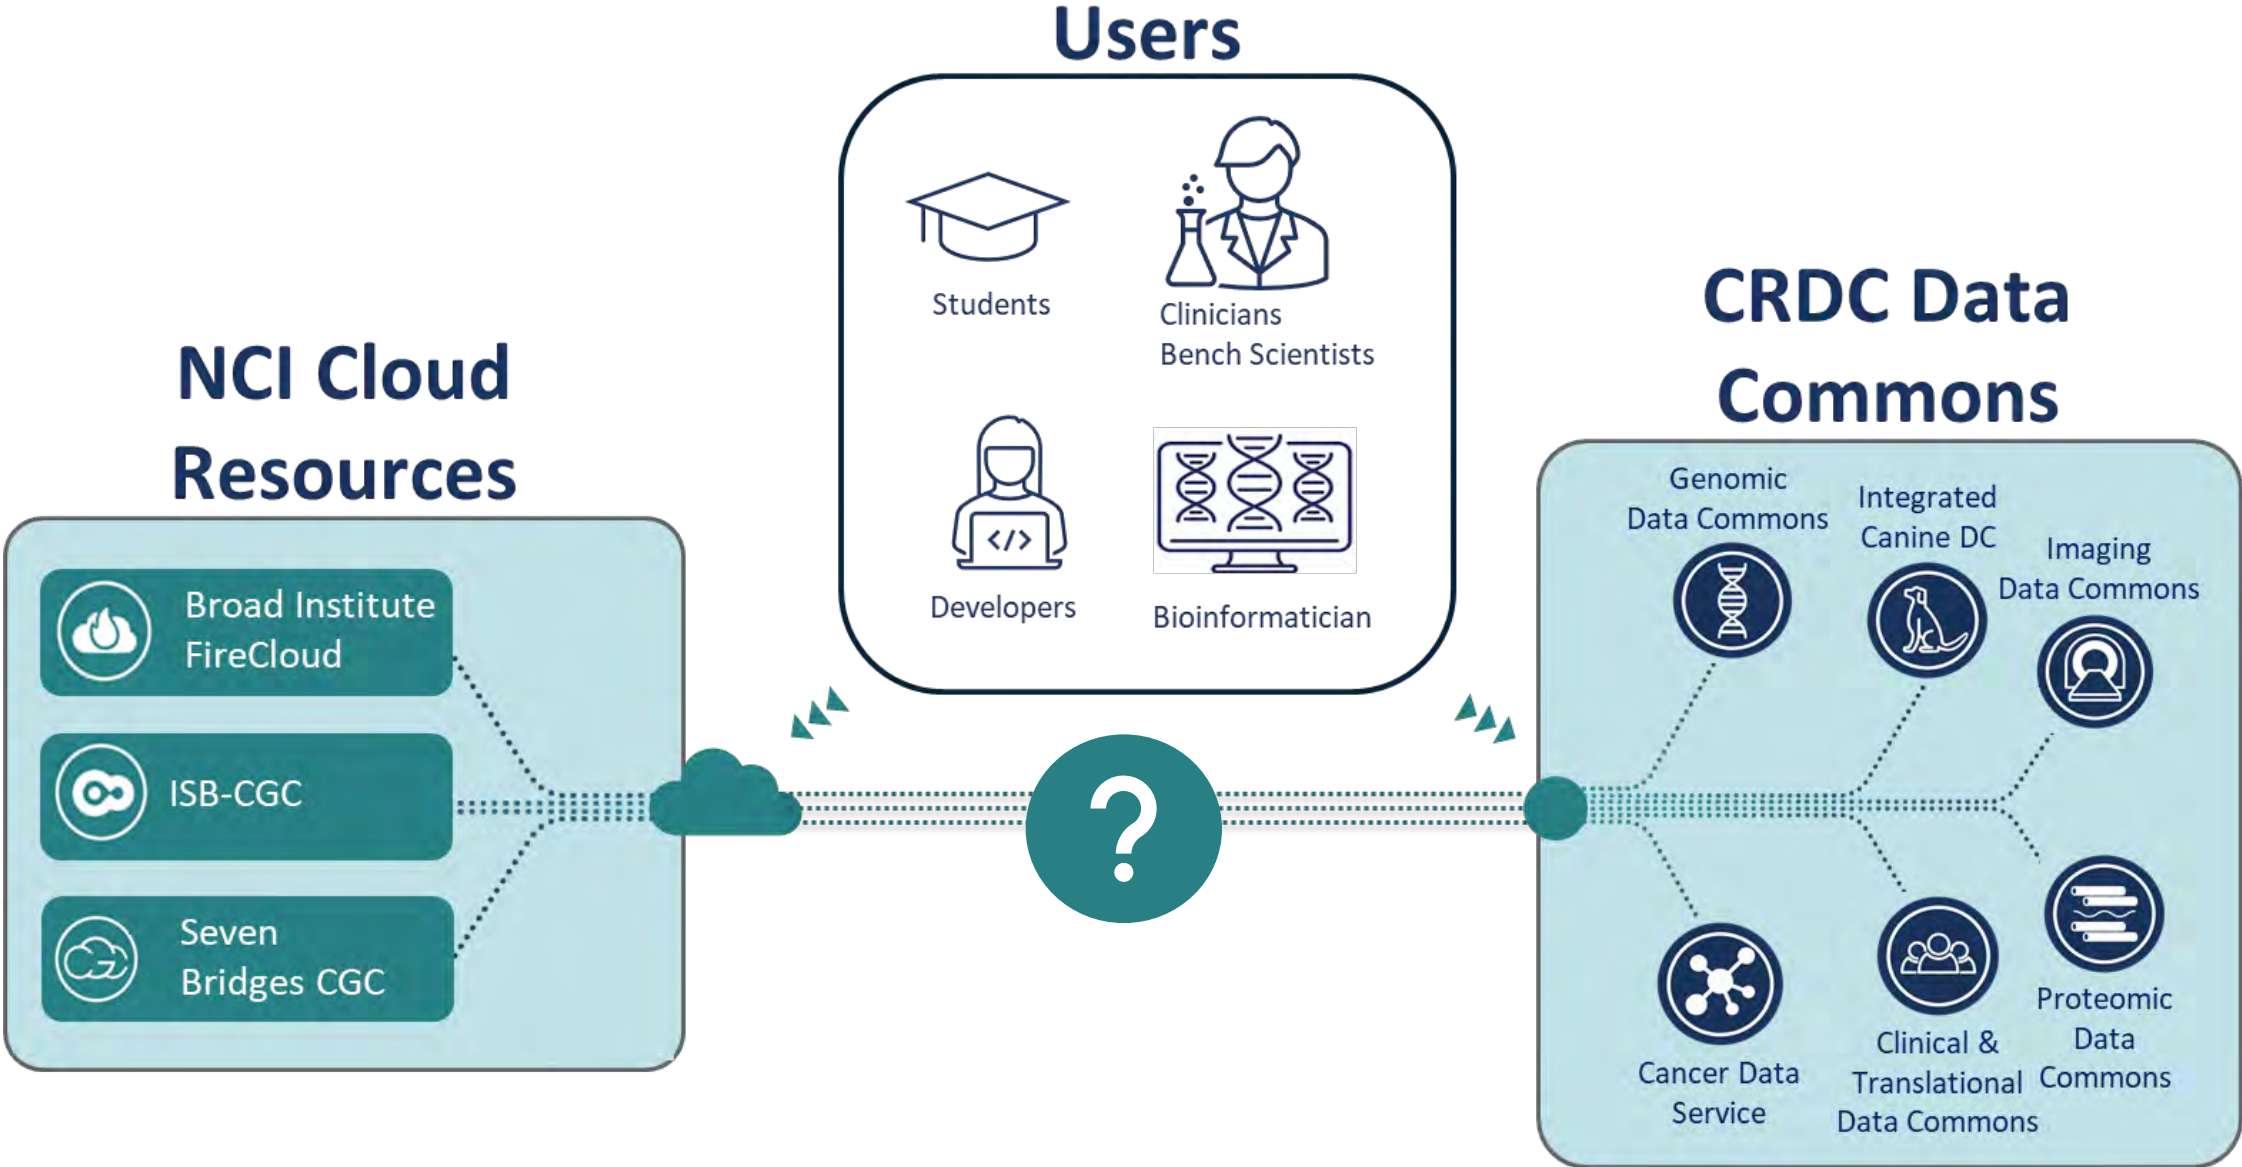 Users
Students
Clinicians
Bench Scientists
Developers
</>
Bioinformatician
NCI Cloud
Resources
Broad Institute
FireCloud
ISB-CGC
Seven
Bridges CGC
?
CRDC Data
Commons
Genomic
Data Commons
Integrated
Canine DC
Imaging
Data Commons
Cancer Data
Service
Clinical &
Translational
Data Commons
Proteomic
Data
Commons